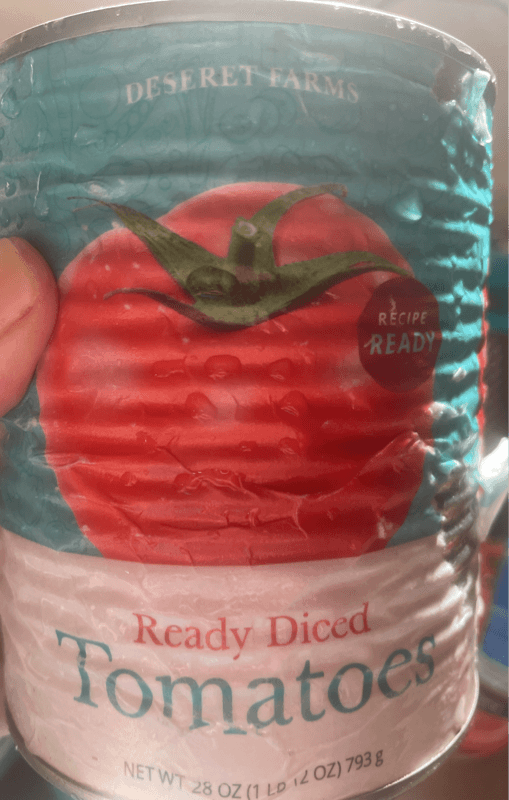 DESERET FARMS
RECIPE
READY
Ready Diced
Tomatoes
NET WT 28 OZ (1 LB 12 OZ) 793 g